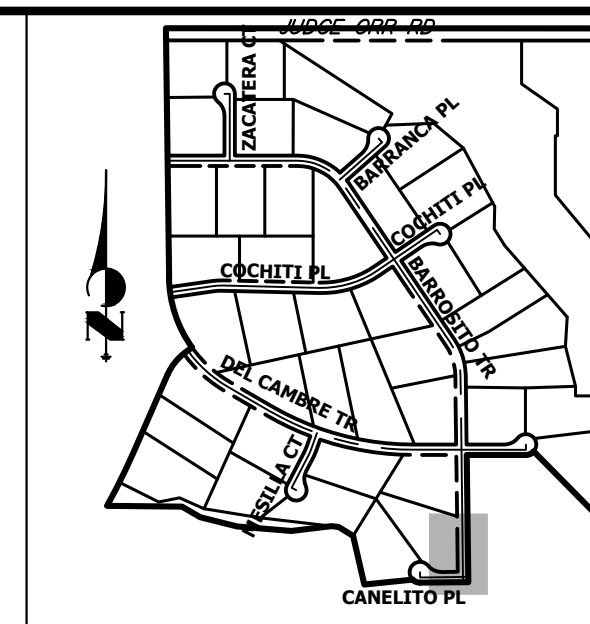 JUDGE ORR RD
ZACATERA CT
BARRANCA PL
COCHITI PL
COCHITI PL
BARROSITO TR
DEL CAMBRE TR
MESILLA CT
CANELITO PL
N